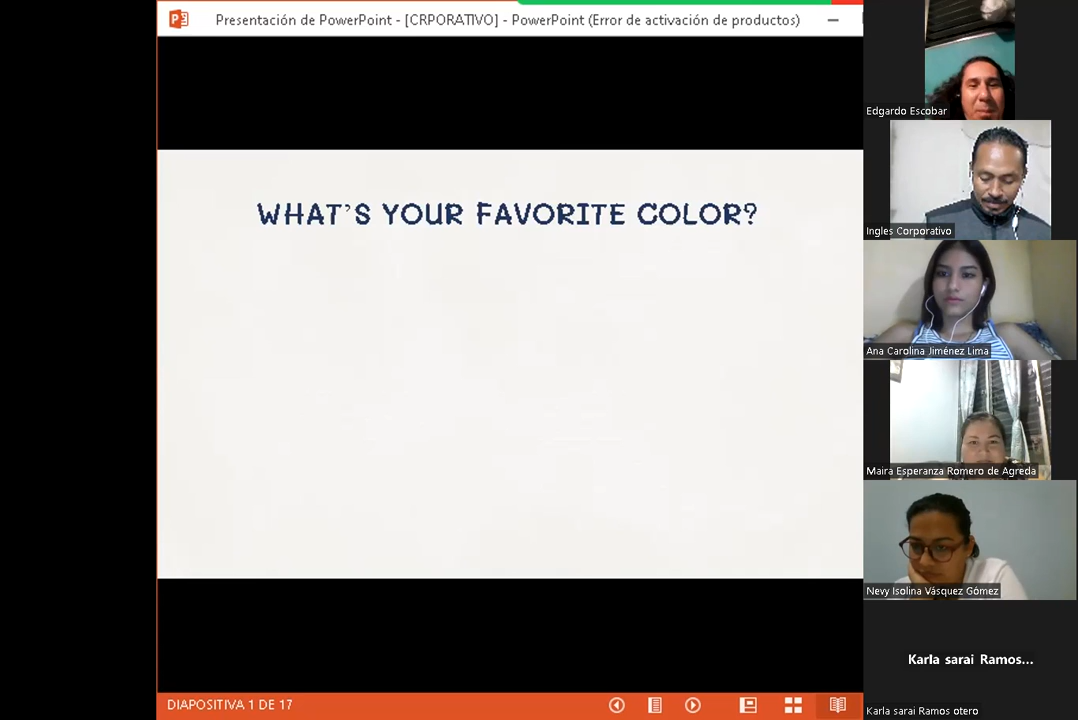 Presentación de PowerPoint - [CRPORATIVO] - PowerPoint (Error de activación de productos)
WHAT'S YOUR FAVORITE COLOR?
DIAPOSITIVA 1 DE 17
Edgardo Escobar
Ingles Corporativo
Ana Carolina Jiménez Lima
Maira Esperanza Romero de Agreda
Nevy Isolina Vásquez Gómez
Karla sarai Ramos...
Karla sarai Ramos otero